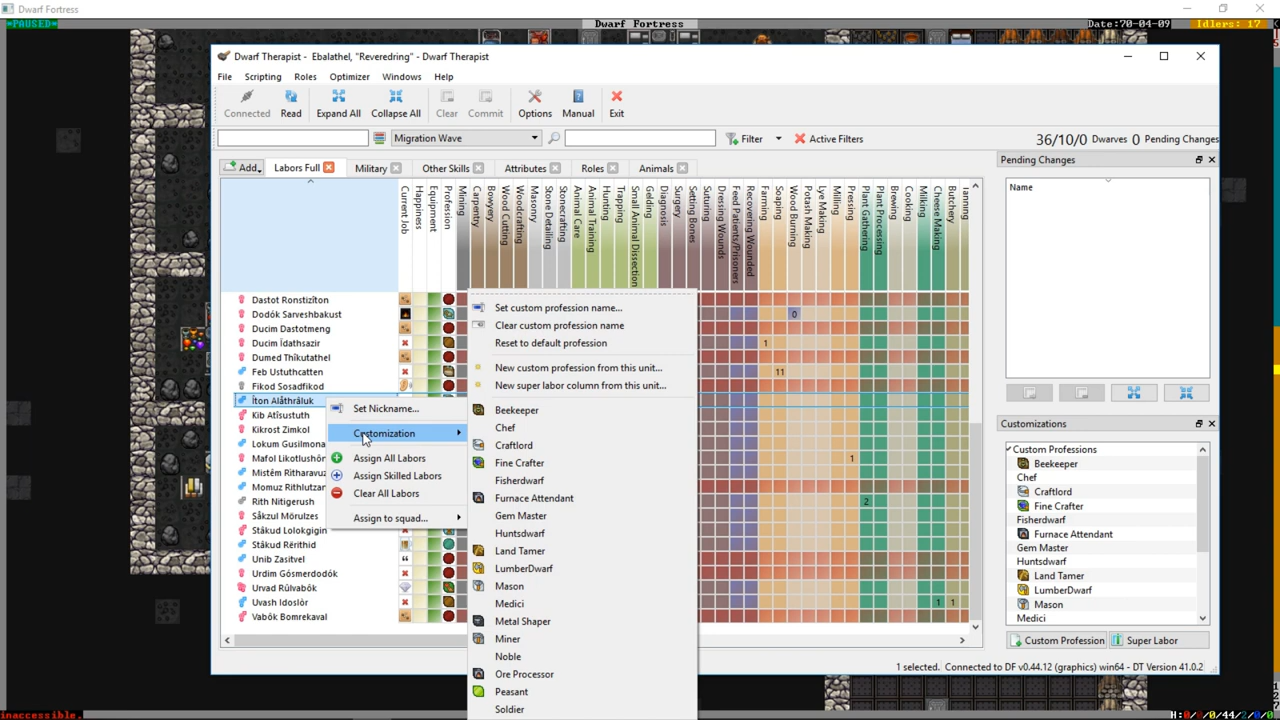 Dwarf Fortress
*PAUSED*
Dwarf Fortress
Date:70-04-09
Idlers: 17
Dwarf Therapist - Ebalathel, "Reveredring" - Dwarf Therapist
File Scripting Roles Optimizer Windows Help
Connected Read Expand All Collapse All Clear Commit Options Manual Exit
Migration Wave Filter Active Filters 36/10/0 Dwarves 0 Pending Changes
Add... Labors Full Military Other Skills Attributes Roles Animals
Pending Changes
Name
Current Job
Happiness
Equipment
Profession
Mining
Carpentry
Bowyery
Wood Cutting
Woodcrafting
Masonry
Stone Detailing
Stonecrafting
Animal Care
Animal Training
Hunting
Trapping
Small Animal Dissection
Gelding
Diagnosis
Surgery
Setting Bones
Suturing
Dressing Wounds
Feed Patients/Prisoners
Recovering Wounded
Farming
Soaping
Wood Burning
Potash Making
Lye Making
Milling
Pressing
Plant Gathering
Plant Processing
Brewing
Cooking
Milking
Cheese Making
Butchery
Tanning
Dastot Ronstizîton
Dodók Sarveshbakust 0
Ducim Dastotmeng
Ducim Ïdathsazir 1
Dumed Thîkutathel
Feb Ustuthcatten 11
Fikod Sosadfikod
Íton Alåthrâluk
Kib Atîsustuth
Kikrost Zimkol
Lokum Gusilmona
Mafol Likotlushôn 1
Mistêm Ritharavuz
Momuz Rithlutzan
Rith Nitigerush 2
Såkzul Mörulzes
Stâkud Lolokgigin
Stâkud Rërithid
Unib Zasitvel
Urdim Gósmerdodók
Urvad Rûlvabôk
Uvash Idoslôr 1 1
Vabôk Bomrekaval
Set Nickname...
Customization
Assign All Labors
Assign Skilled Labors
Clear All Labors
Assign to squad...
Set custom profession name...
Clear custom profession name
Reset to default profession
New custom profession from this unit...
New super labor column from this unit...
Beekeeper
Chef
Craftlord
Fine Crafter
Fisherdwarf
Furnace Attendant
Gem Master
Huntsdwarf
Land Tamer
LumberDwarf
Mason
Medici
Metal Shaper
Miner
Noble
Ore Processor
Peasant
Soldier
Customizations
Custom Professions
Beekeeper
Chef
Craftlord
Fine Crafter
Fisherdwarf
Furnace Attendant
Gem Master
Huntsdwarf
Land Tamer
LumberDwarf
Mason
Medici
Custom Profession Super Labor
1 selected. Connected to DF v0.44.12 (graphics) win64 - DT Version 41.0.2
inaccessible.